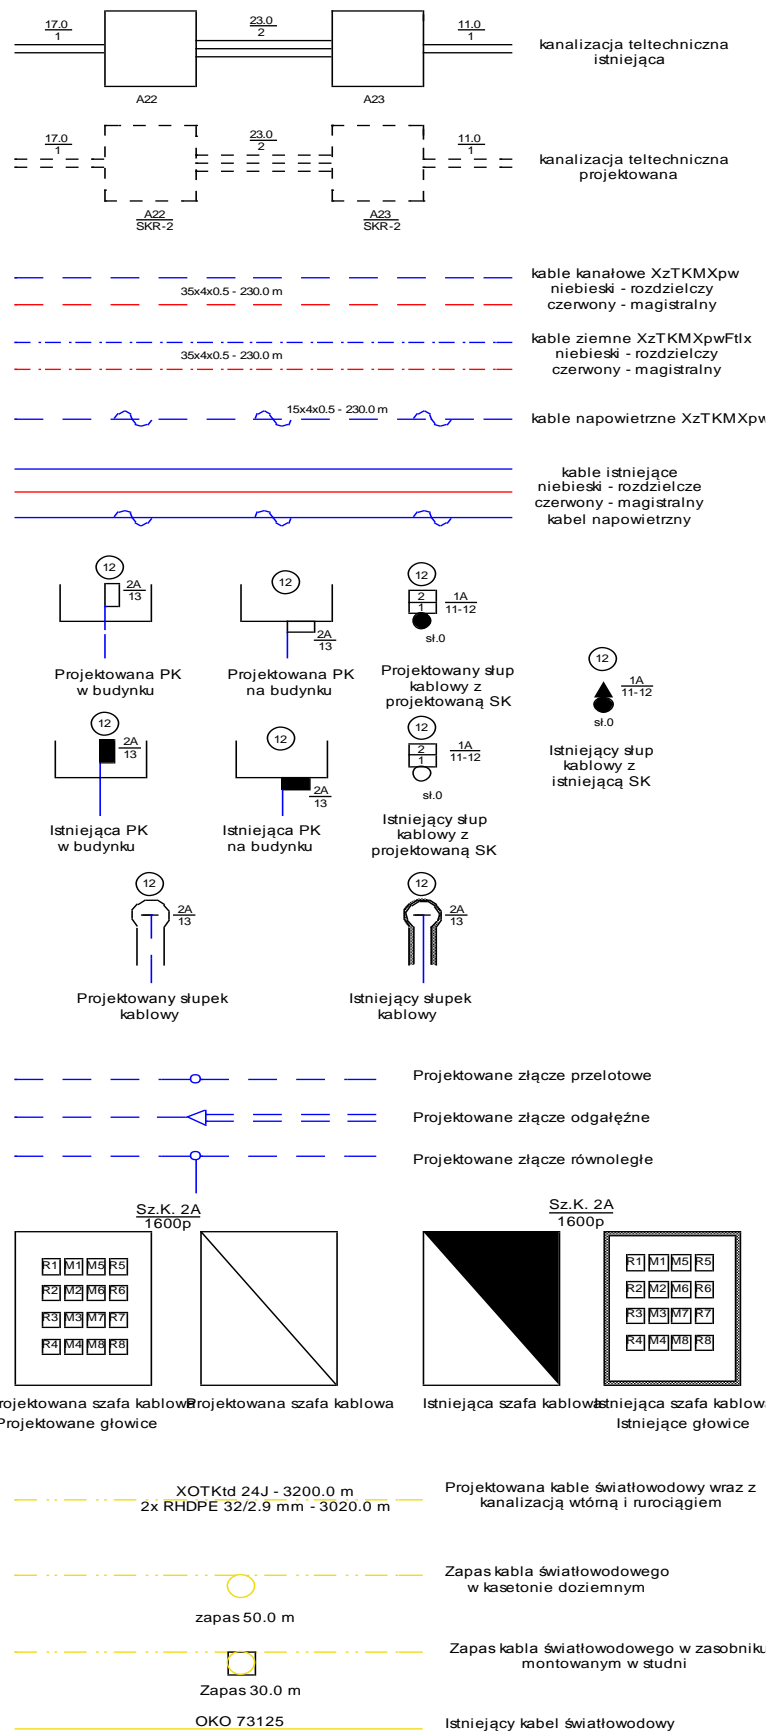 17.0
1
23.0
2
11.0
1
kanalizacja teltechniczna
istniejąca
A22
A23
17.0
1
23.0
2
11.0
1
kanalizacja teltechniczna
projektowana
A22
SKR-2
A23
SKR-2
35x4x0.5 - 230.0 m
kable kanałowe XzTKMXpw
niebieski - rozdzielczy
czerwony - magistralny
35x4x0.5 - 230.0 m
kable ziemne XzTKMXpwFtlx
niebieski - rozdzielczy
czerwony - magistralny
15x4x0.5 - 230.0 m
kable napowietrzne XzTKMXpw
kable istniejące
niebieski - rozdzielcze
czerwony - magistralny
kabel napowietrzny
12
2A
13
Projektowana PK
w budynku
12
2A
13
Projektowana PK
na budynku
12
2
1
1A
11-12
sł.0
Projektowany słup
kablowy z
projektowaną SK
12
1A
11-12
sł.0
Istniejący słup
kablowy z
istniejącą SK
12
2A
13
Istniejąca PK
w budynku
12
2A
13
Istniejąca PK
na budynku
12
2
1
1A
11-12
sł.0
Istniejący słup
kablowy z
projektowaną SK
12
2A
13
Projektowany słupek
kablowy
12
2A
13
Istniejący słupek
kablowy
Projektowane złącze przelotowe
Projektowane złącze odgałęźne
Projektowane złącze równoległe
Sz.K. 2A
1600p
Sz.K. 2A
1600p
R1 M1 M5 R5
R2 M2 M6 R6
R3 M3 M7 R7
R4 M4 M8 R8
R1 M1 M5 R5
R2 M2 M6 R6
R3 M3 M7 R7
R4 M4 M8 R8
rojektowana szafa kablowa
Projektowane głowice
Projektowana szafa kablowa
Istniejąca szafa kablowa
Istniejąca szafa kablowa
Istniejące głowice
XOTKtd 24J - 3200.0 m
2x RHDPE 32/2.9 mm - 3020.0 m
Projektowana kable światłowodowy wraz z
kanalizacją wtórną i rurociągiem
Zapas kabla światłowodowego
w kasetonie doziemnym
zapas 50.0 m
Zapas kabla światłowodowego w zasobniku
montowanym w studni
Zapas 30.0 m
OKO 73125
Istniejący kabel światłowodowy